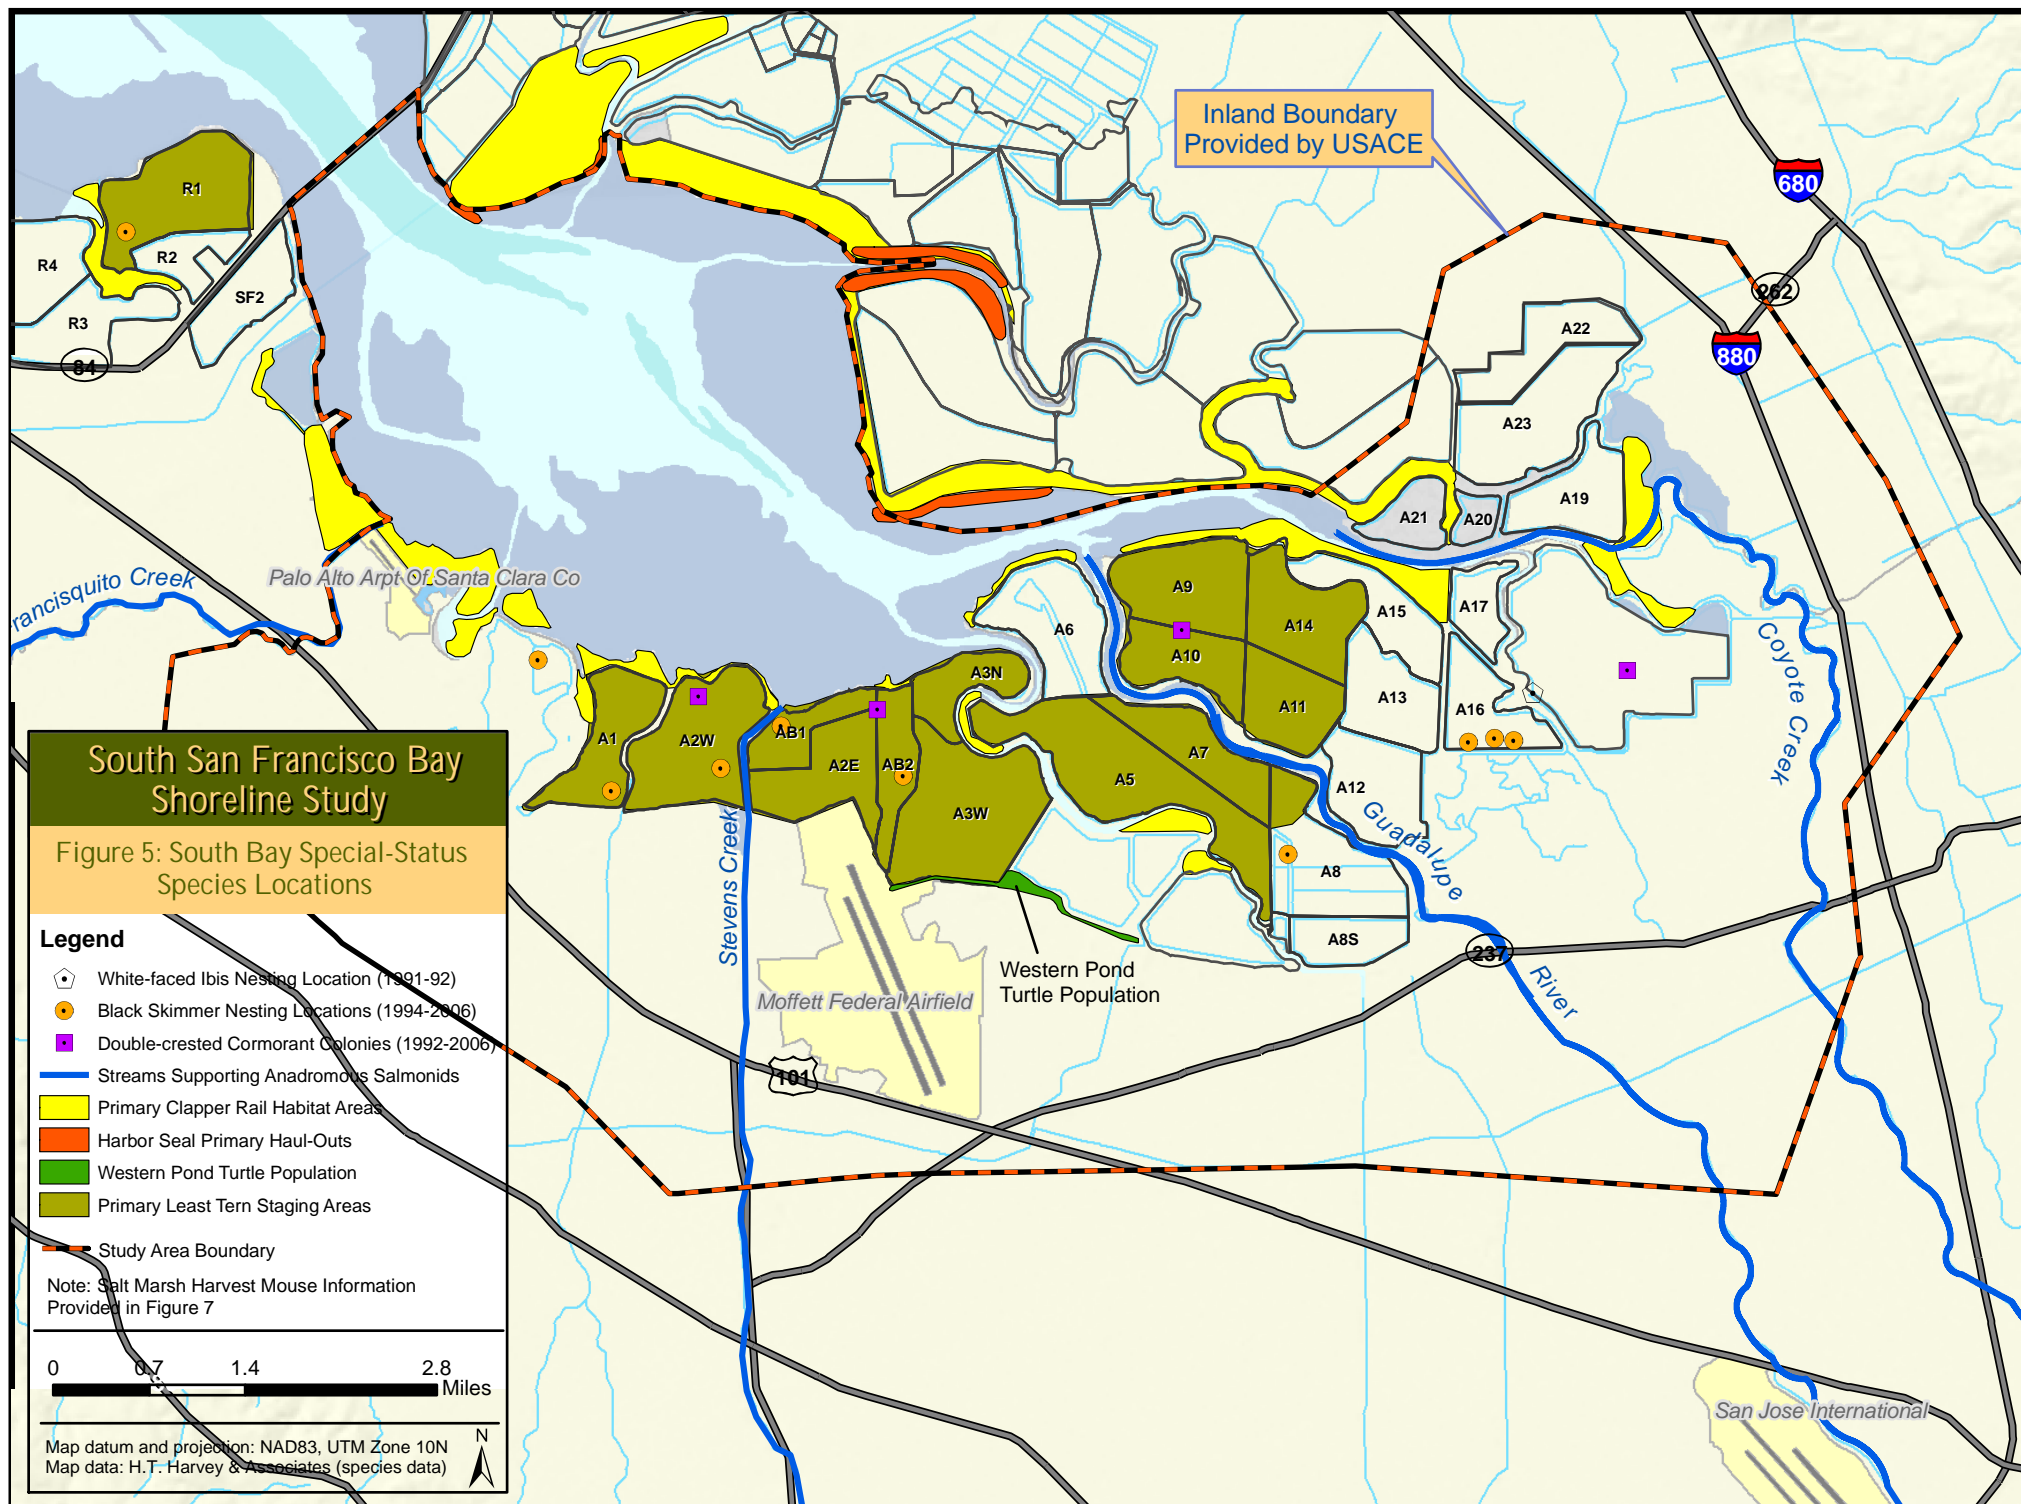 Inland Boundary
Provided by USACE
680
262
880
R1
R2
R4
R3
SF2
84
A22
A23
A19
A21
A20
Palo Alto Arpt Of Santa Clara Co
rancisquito Creek
A9
A14
A15
A17
A6
A10
A3N
A13
A11
A16
Coyote Creek
A1
A2W
AB1
A2E
AB2
A3W
A5
A7
A12
Guadalupe
River
A8
A8S
237
Stevens Creek
Western Pond
Turtle Population
Moffett Federal Airfield
101
San Jose International
South San Francisco Bay
Shoreline Study
Figure 5: South Bay Special-Status
Species Locations
Legend
White-faced Ibis Nesting Location (1991-92)
Black Skimmer Nesting Locations (1994-2006)
Double-crested Cormorant Colonies (1992-2006)
Streams Supporting Anadromous Salmonids
Primary Clapper Rail Habitat Areas
Harbor Seal Primary Haul-Outs
Western Pond Turtle Population
Primary Least Tern Staging Areas
Study Area Boundary
Note: Salt Marsh Harvest Mouse Information
Provided in Figure 7
0 0.7 1.4 2.8
Miles
Map datum and projection: NAD83, UTM Zone 10N
Map data: H.T. Harvey & Associates (species data)
N